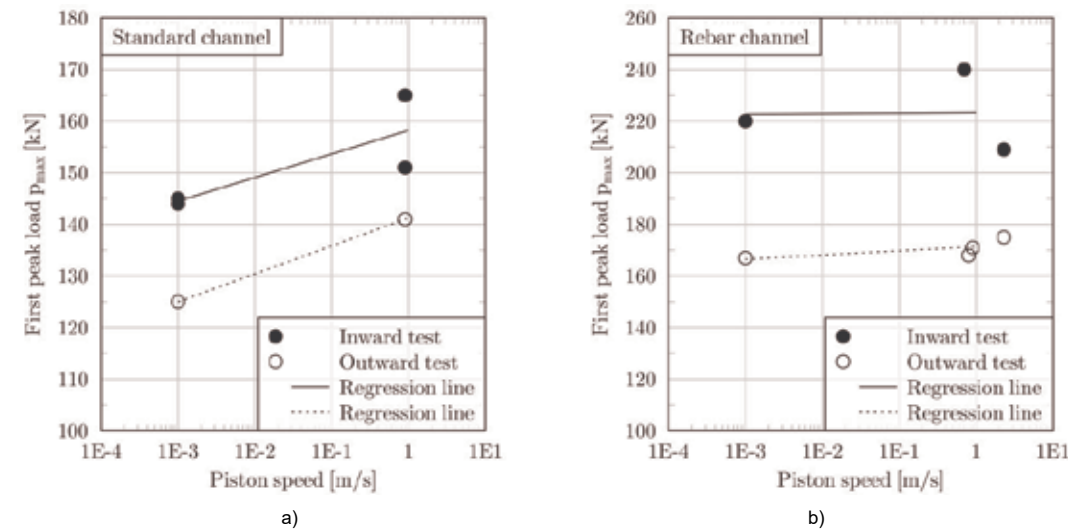 Standard channel
First peak load pmax [kN]
180
170
160
150
140
130
120
110
100
Inward test
Outward test
Regression line
Regression line
1E-4 1E-3 1E-2 1E-1 1 1E1
Piston speed [m/s]
a)
Rebar channel
First peak load pmax [kN]
260
240
220
200
180
160
140
120
100
Inward test
Outward test
Regression line
Regression line
1E-4 1E-3 1E-2 1E-1 1 1E1
Piston speed [m/s]
b)